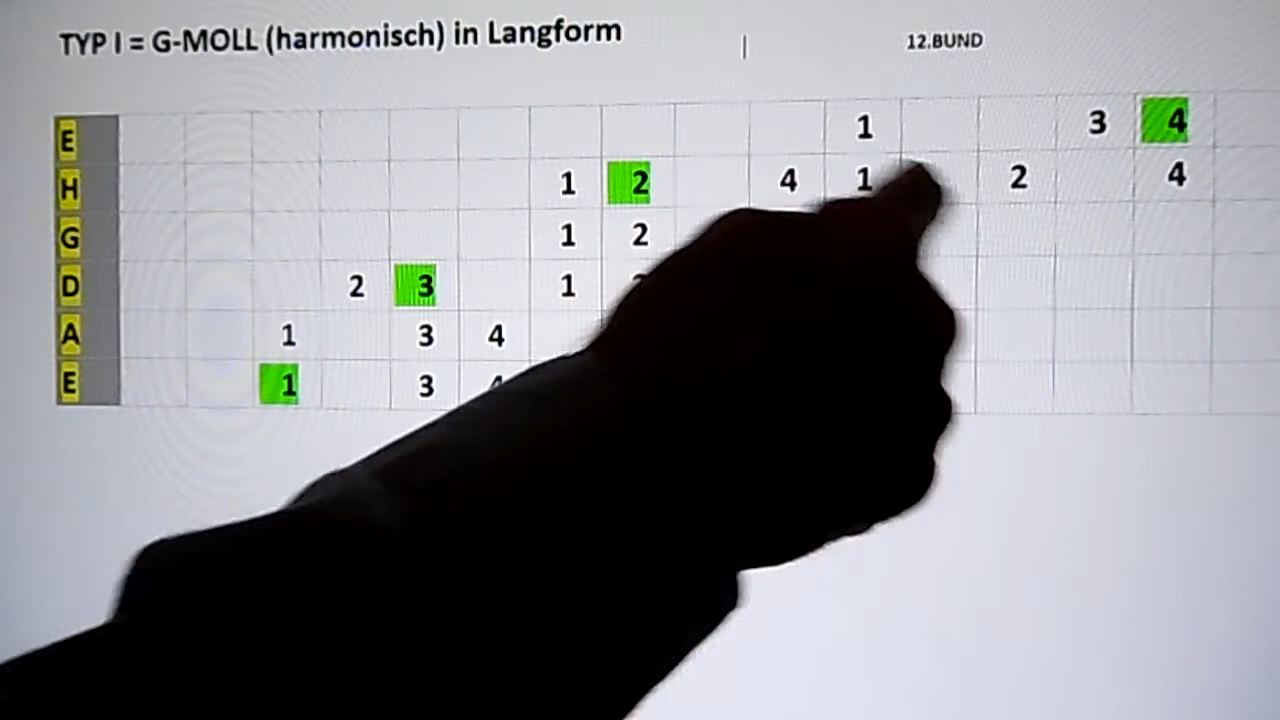 TYP I = G-MOLL (harmonisch) in Langform | 12.BUND
E 1 3 4
H 1 2 4 1 2 4
G 1 2
D 2 3 1
A 1 3 4
E 1 3